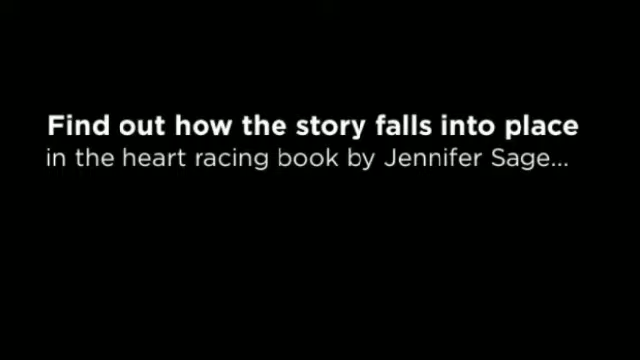 Find out how the story falls into place
in the heart racing book by Jennifer Sage...